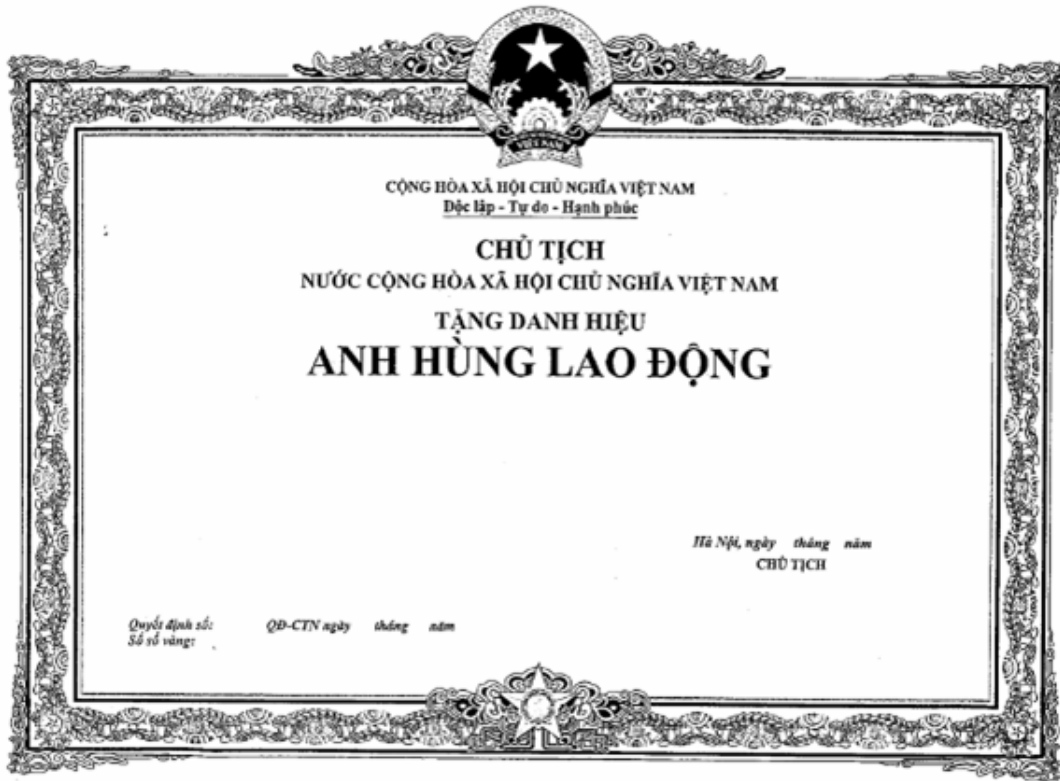 VIỆT NAM
CỘNG HÒA XÃ HỘI CHỦ NGHĨA VIỆT NAM
Độc lập - Tự do - Hạnh phúc
CHỦ TỊCH
NƯỚC CỘNG HÒA XÃ HỘI CHỦ NGHĨA VIỆT NAM
TẶNG DANH HIỆU
ANH HÙNG LAO ĐỘNG
Hà Nội, ngày tháng năm
CHỦ TỊCH
Quyết định số: QĐ-CTN ngày tháng năm
Số sổ vàng: